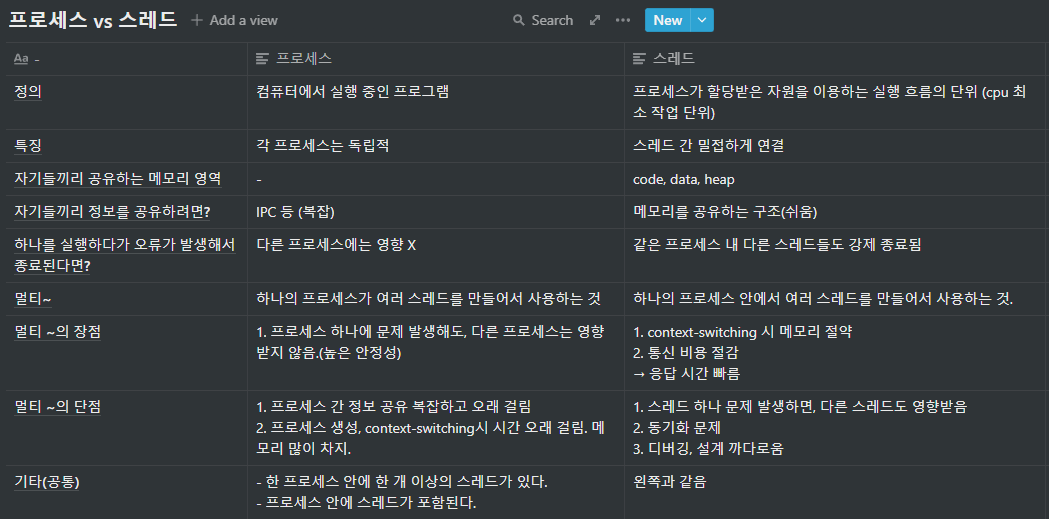 프로세스 vs 스레드 + Add a view Search New
Aa - 프로세스 스레드
정의
컴퓨터에서 실행 중인 프로그램
프로세스가 할당받은 자원을 이용하는 실행 흐름의 단위 (cpu 최
소 작업 단위)
특징
각 프로세스는 독립적
스레드 간 밀접하게 연결
자기들끼리 공유하는 메모리 영역
-
code, data, heap
자기들끼리 정보를 공유하려면?
IPC 등 (복잡)
메모리를 공유하는 구조(쉬움)
하나를 실행하다가 오류가 발생해서
종료된다면?
다른 프로세스에는 영향 X
같은 프로세스 내 다른 스레드들도 강제 종료됨
멀티~
하나의 프로세스가 여러 스레드를 만들어서 사용하는 것
하나의 프로세스 안에서 여러 스레드를 만들어서 사용하는 것.
멀티 ~의 장점
1. 프로세스 하나에 문제 발생해도, 다른 프로세스는 영향
받지 않음.(높은 안정성)
1. context-switching 시 메모리 절약
2. 통신 비용 절감
→ 응답 시간 빠름
멀티 ~의 단점
1. 프로세스 간 정보 공유 복잡하고 오래 걸림
2. 프로세스 생성, context-switching시 시간 오래 걸림. 메
모리 많이 차지.
1. 스레드 하나 문제 발생하면, 다른 스레드도 영향받음
2. 동기화 문제
3. 디버깅, 설계 까다로움
기타(공통)
- 한 프로세스 안에 한 개 이상의 스레드가 있다.
- 프로세스 안에 스레드가 포함된다.
왼쪽과 같음